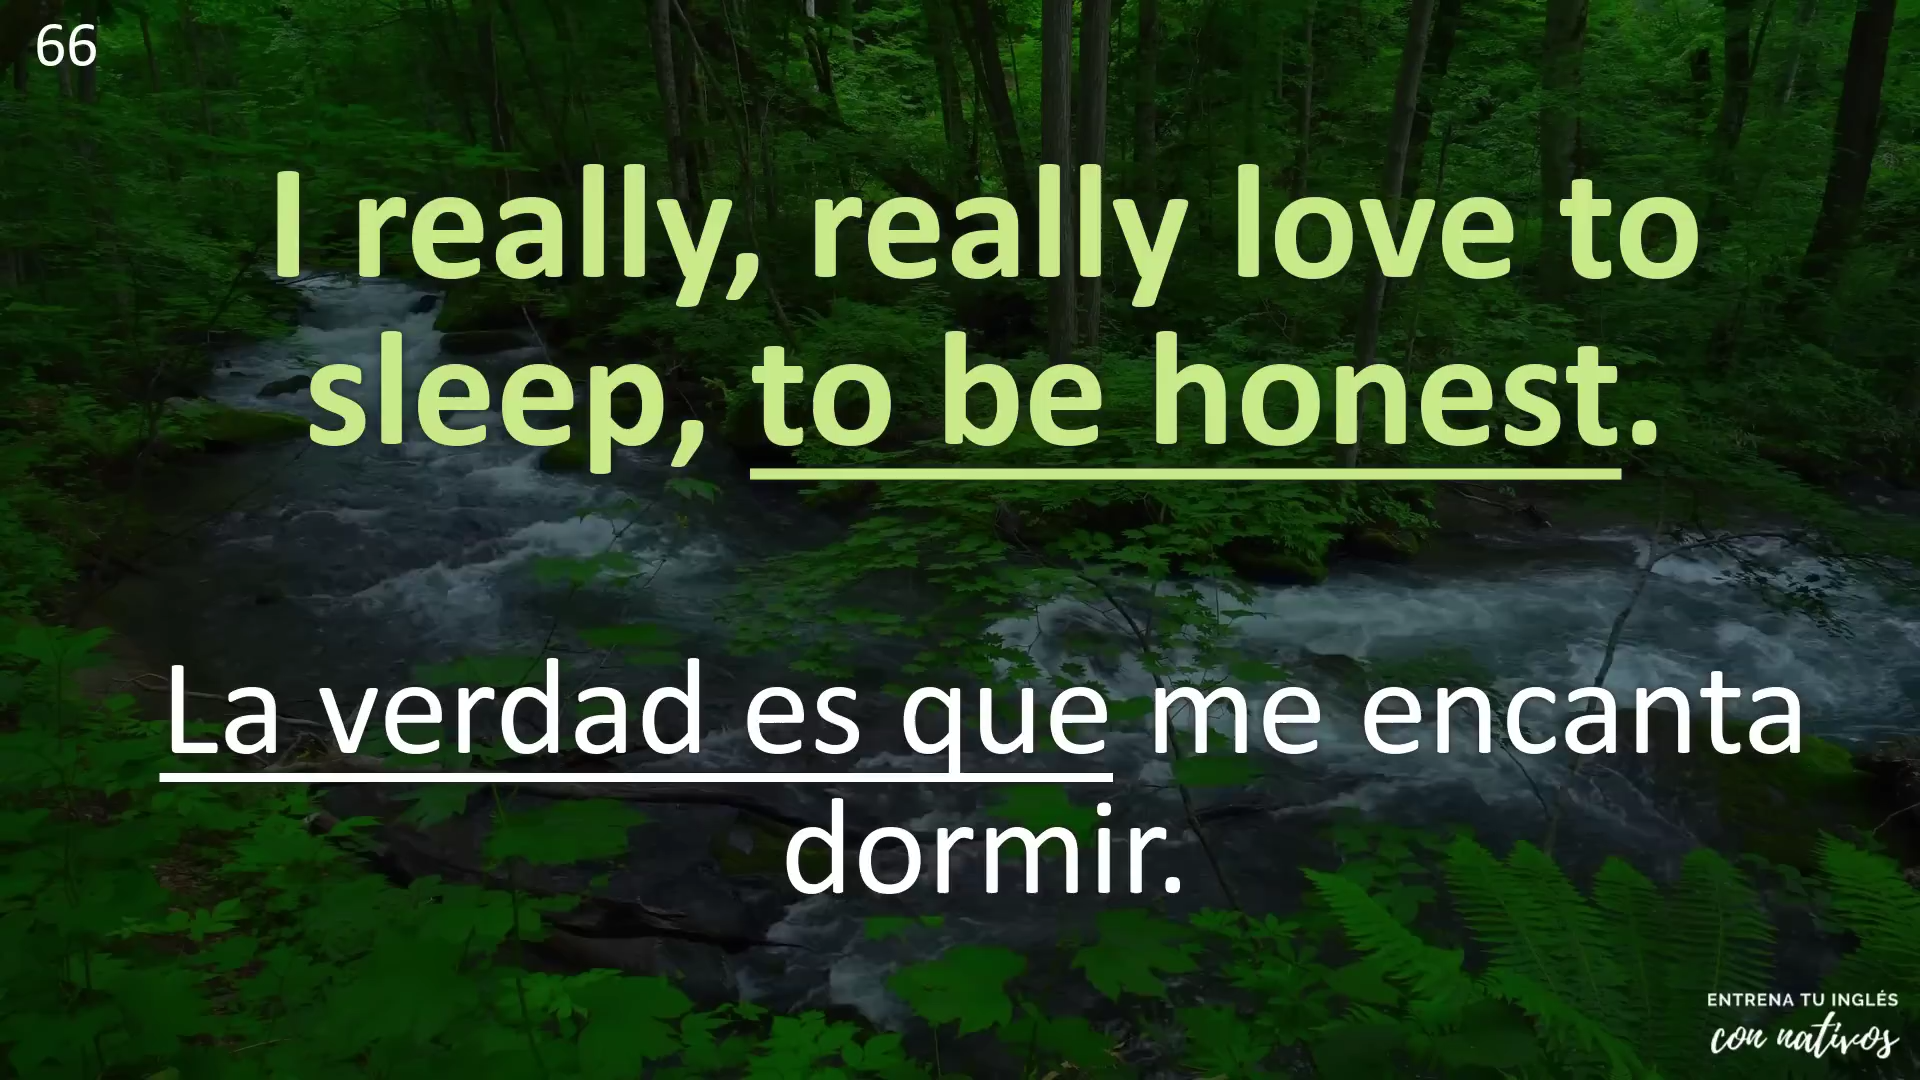 66
I really, really love to
sleep, to be honest.
La verdad es que me encanta
dormir.
ENTRENA TU INGLÉS
con nativos